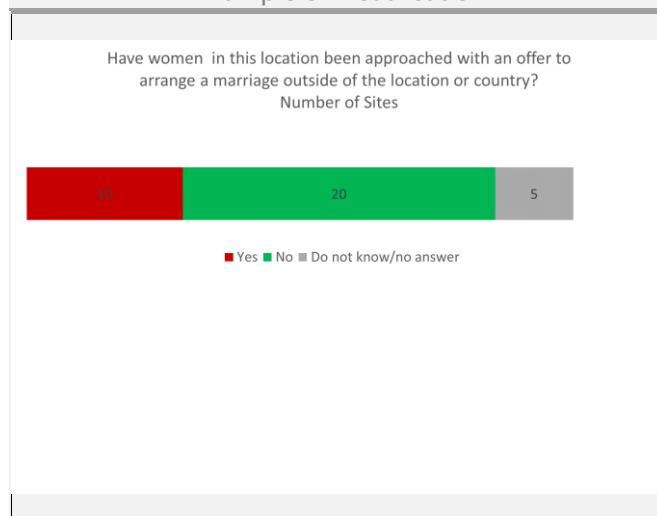 Have women in this location been approached with an offer to
arrange a marriage outside of the location or country?
Number of Sites
10 20 5
Yes No Do not know/no answer